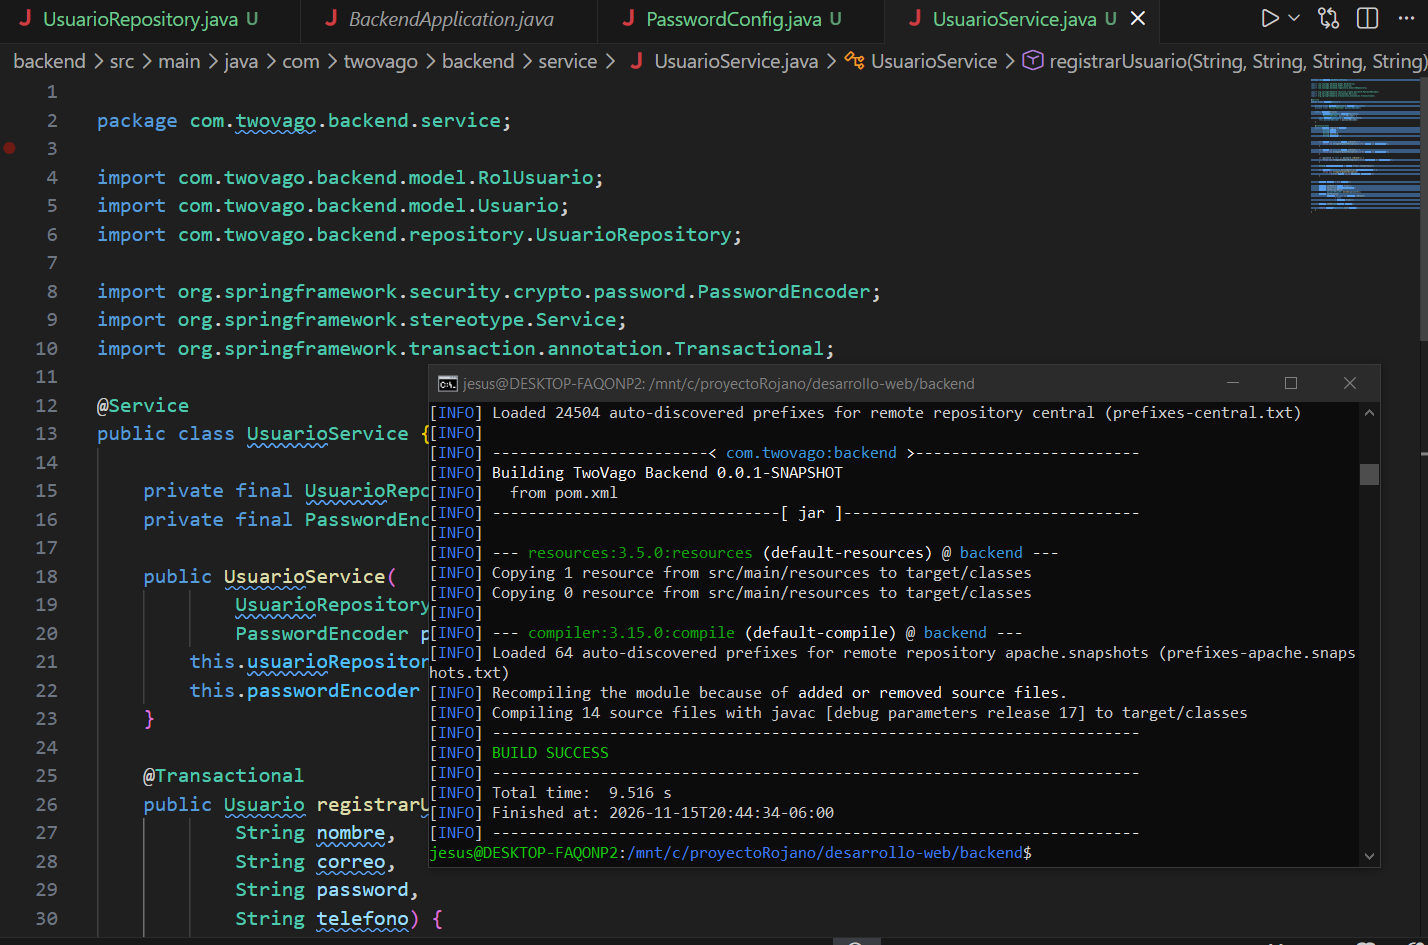 UsuarioRepository.java U
BackendApplication.java
PasswordConfig.java U
UsuarioService.java U
backend > src > main > java > com > twovago > backend > service > UsuarioService.java > UsuarioService > registrarUsuario(String, String, String, String)
1
2 package com.twovago.backend.service;
3
4 import com.twovago.backend.model.RolUsuario;
5 import com.twovago.backend.model.Usuario;
6 import com.twovago.backend.repository.UsuarioRepository;
7
8 import org.springframework.security.crypto.password.PasswordEncoder;
9 import org.springframework.stereotype.Service;
10 import org.springframework.transaction.annotation.Transactional;
11
12 @Service
13 public class UsuarioService {
14
15 private final UsuarioRepo
16 private final PasswordEnc
17
18 public UsuarioService(
19 UsuarioRepository
20 PasswordEncoder p
21 this.usuarioRepositor
22 this.passwordEncoder
23 }
24
25 @Transactional
26 public Usuario registrarU
27 String nombre,
28 String correo,
29 String password,
30 String telefono) {
jesus@DESKTOP-FAQONP2: /mnt/c/proyectoRojano/desarrollo-web/backend
[INFO] Loaded 24504 auto-discovered prefixes for remote repository central (prefixes-central.txt)
[INFO]
[INFO] ------------------------< com.twovago:backend >-------------------------
[INFO] Building TwoVago Backend 0.0.1-SNAPSHOT
[INFO]   from pom.xml
[INFO] --------------------------------[ jar ]---------------------------------
[INFO]
[INFO] --- resources:3.5.0:resources (default-resources) @ backend ---
[INFO] Copying 1 resource from src/main/resources to target/classes
[INFO] Copying 0 resource from src/main/resources to target/classes
[INFO]
[INFO] --- compiler:3.15.0:compile (default-compile) @ backend ---
[INFO] Loaded 64 auto-discovered prefixes for remote repository apache.snapshots (prefixes-apache.snaps
hots.txt)
[INFO] Recompiling the module because of added or removed source files.
[INFO] Compiling 14 source files with javac [debug parameters release 17] to target/classes
[INFO] ------------------------------------------------------------------------
[INFO] BUILD SUCCESS
[INFO] ------------------------------------------------------------------------
[INFO] Total time:  9.516 s
[INFO] Finished at: 2026-11-15T20:44:34-06:00
[INFO] ------------------------------------------------------------------------
jesus@DESKTOP-FAQONP2:/mnt/c/proyectoRojano/desarrollo-web/backend$